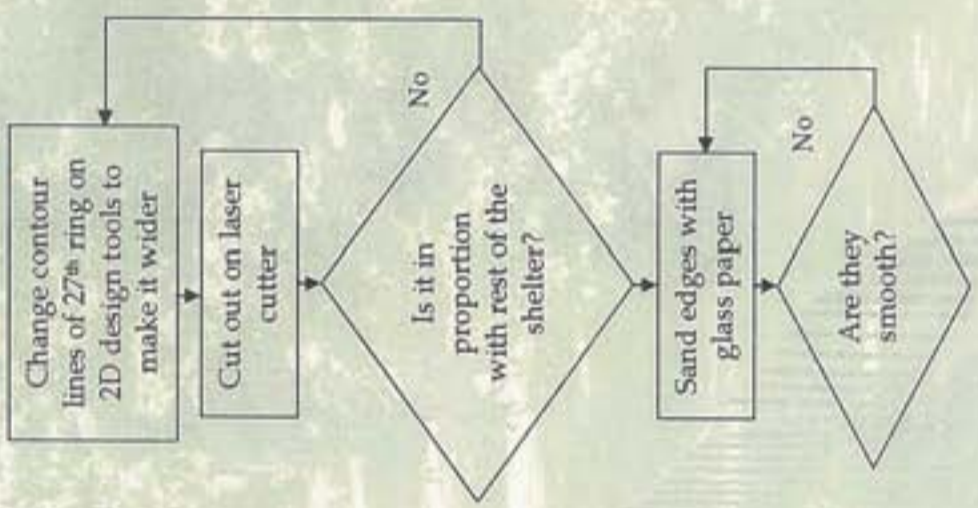 Change contour
lines of 27th ring on
2D design tools to
make it wider
Cut out on laser
cutter
Is it in
proportion
with rest of the
shelter?
No
Sand edges with
glass paper
Are they
smooth?
No